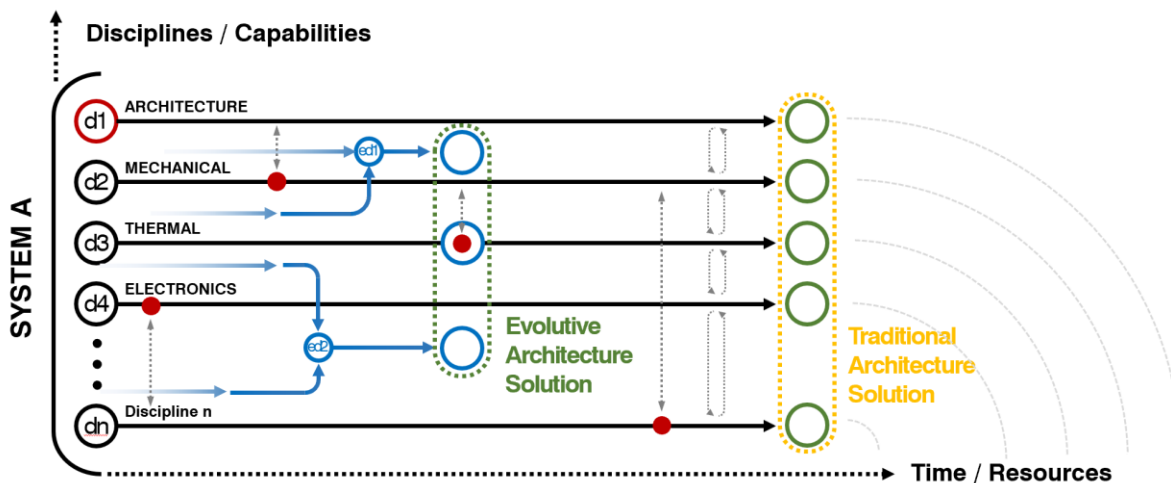 Disciplines / Capabilities
SYSTEM A
d1
ARCHITECTURE
ed1
d2
MECHANICAL
d3
THERMAL
d4
ELECTRONICS
ed2
Evolutive
Architecture
Solution
Traditional
Architecture
Solution
dn
Discipline n
Time / Resources